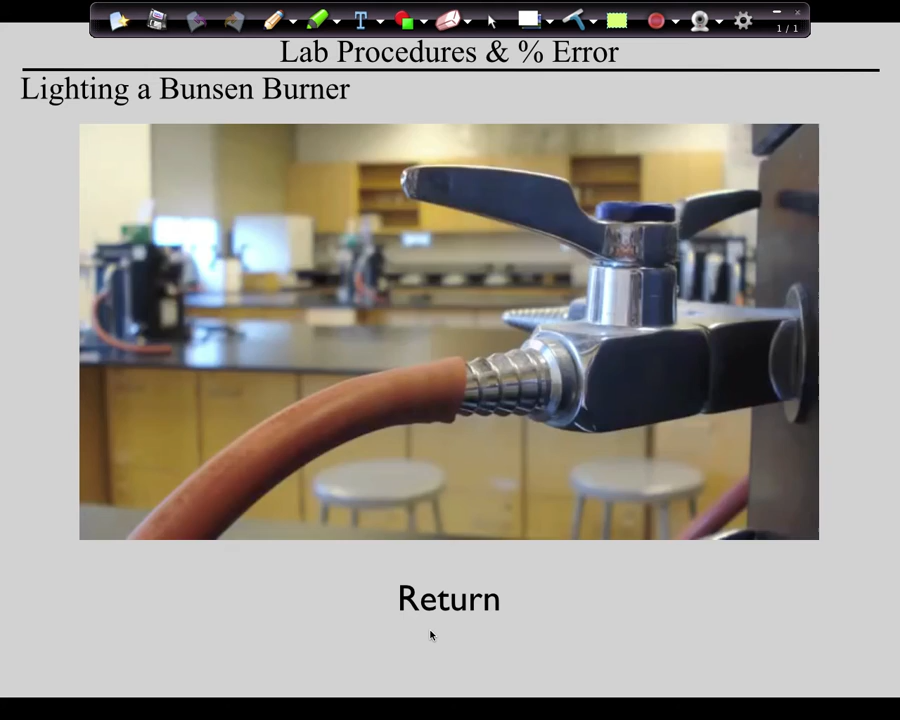 1 / 1
Lab Procedures & % Error
Lighting a Bunsen Burner
Return